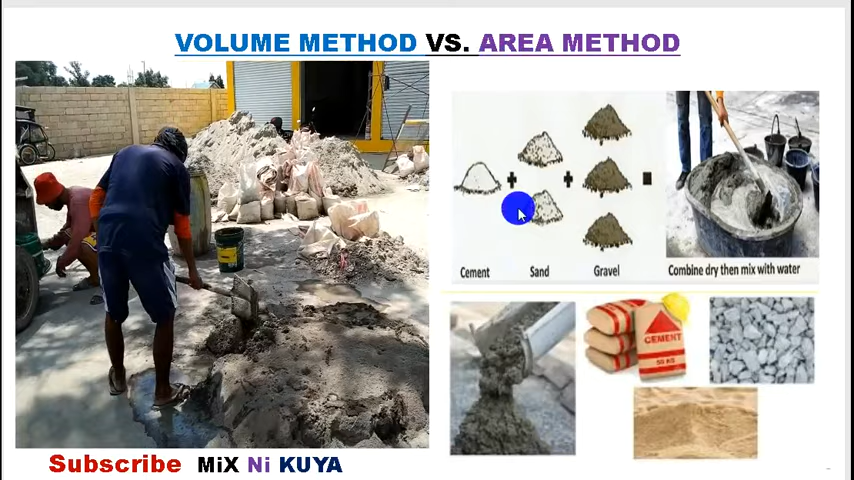 VOLUME METHOD VS. AREA METHOD
Cement
Sand
Gravel
Combine dry then mix with water
CEMENT
50 KG
Subscribe MiX Ni KUYA